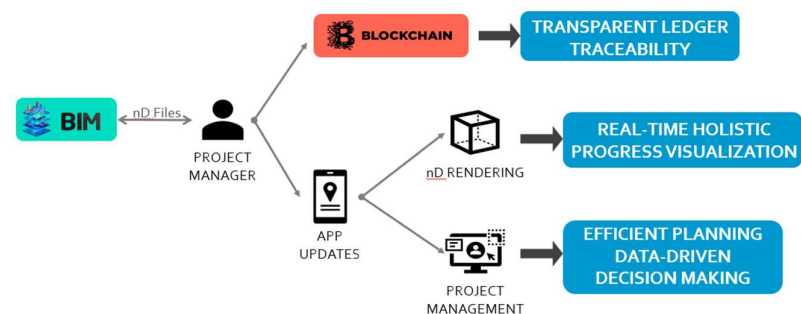 BLOCKCHAIN
TRANSPARENT LEDGER
TRACEABILITY
BIM
nD Files
PROJECT
MANAGER
nD RENDERING
REAL-TIME HOLISTIC
PROGRESS VISUALIZATION
APP
UPDATES
PROJECT
MANAGEMENT
EFFICIENT PLANNING
DATA-DRIVEN
DECISION MAKING